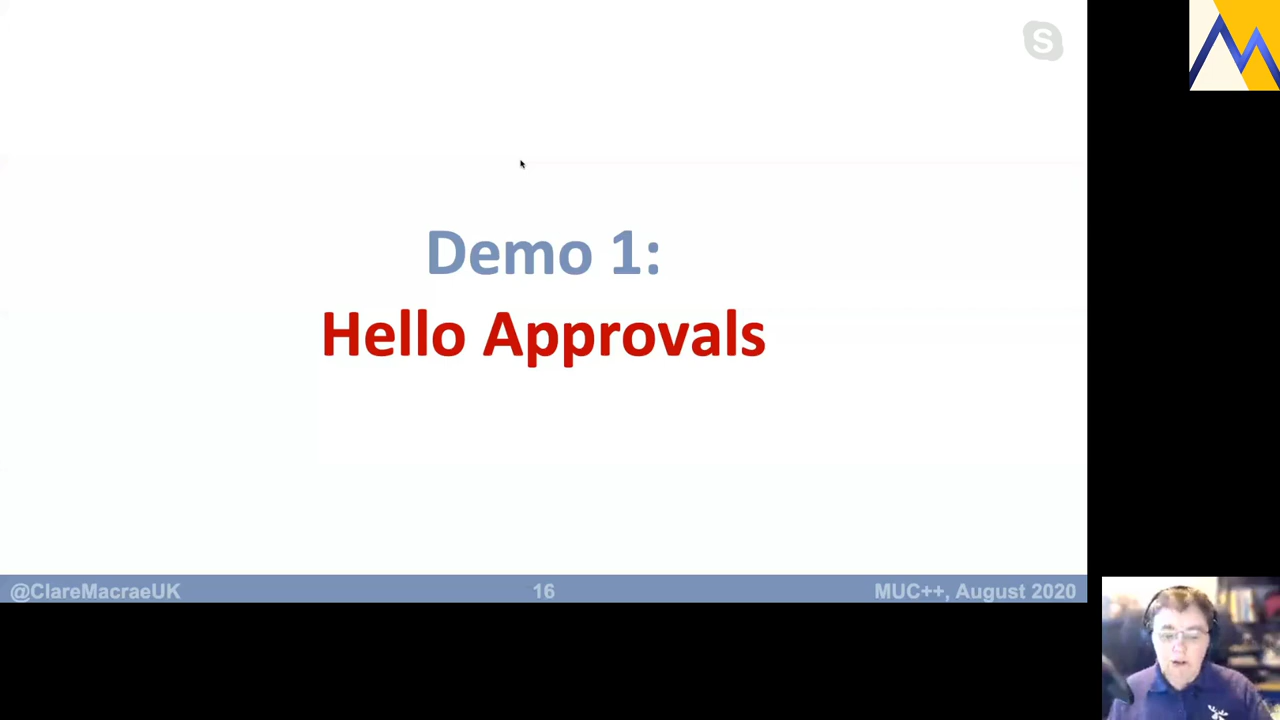 S
Demo 1:
Hello Approvals
@ClareMacraeUK
16
MUC++, August 2020